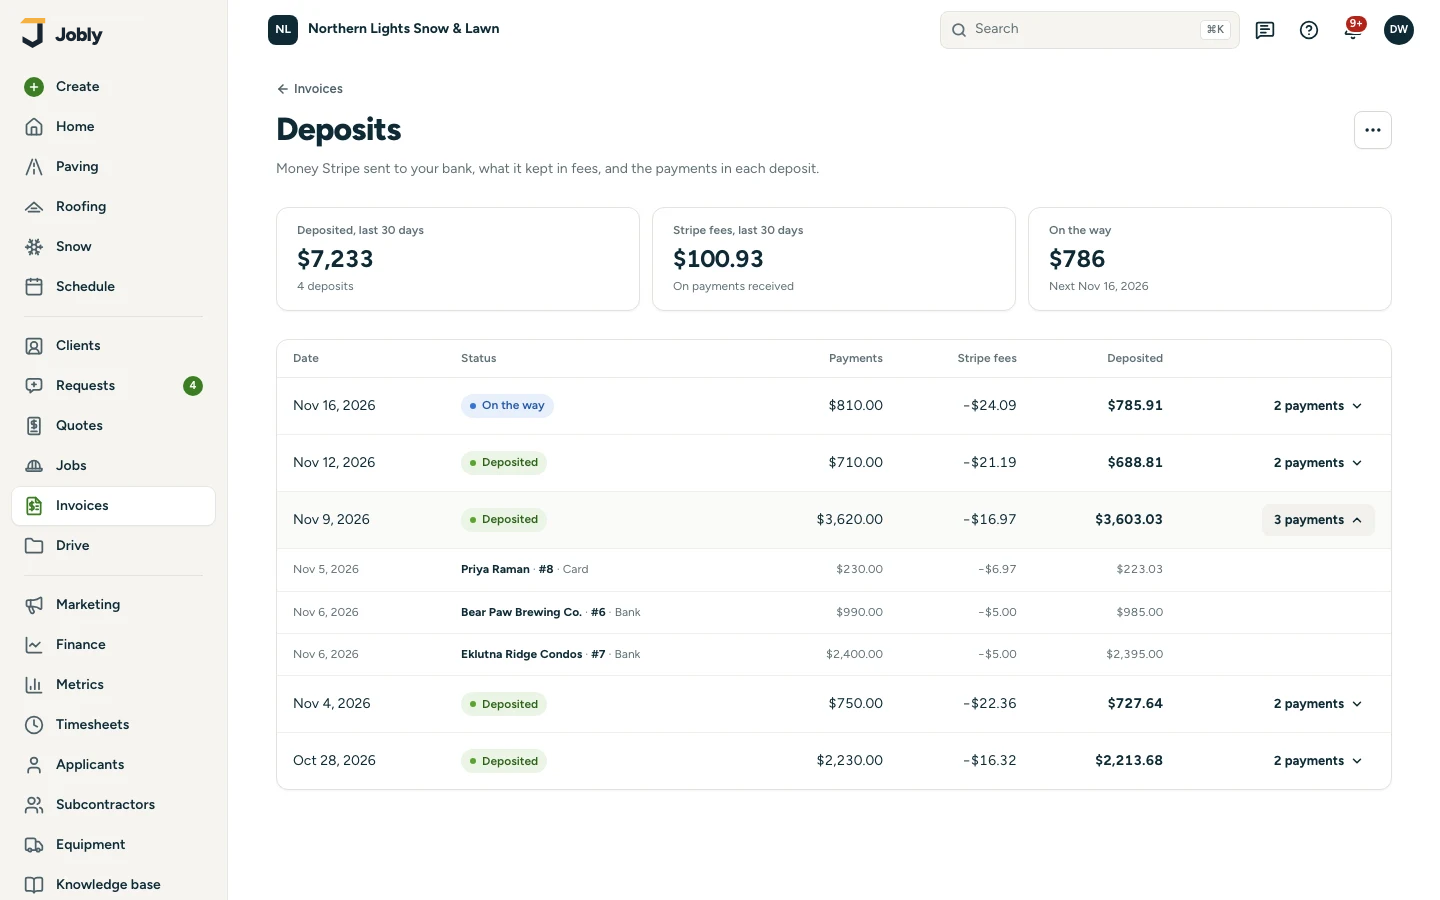 Jobly
NL
Northern Lights Snow & Lawn
Search
⌘K
9+
DW
Create
Home
Paving
Roofing
Snow
Schedule
Clients
Requests
4
Quotes
Jobs
Invoices
Drive
Marketing
Finance
Metrics
Timesheets
Applicants
Subcontractors
Equipment
Knowledge base
← Invoices
Deposits
Money Stripe sent to your bank, what it kept in fees, and the payments in each deposit.
Deposited, last 30 days
$7,233
4 deposits
Stripe fees, last 30 days
$100.93
On payments received
On the way
$786
Next Nov 16, 2026
Date Status Payments Stripe fees Deposited
Nov 16, 2026 On the way $810.00 −$24.09 $785.91 2 payments
Nov 12, 2026 Deposited $710.00 −$21.19 $688.81 2 payments
Nov 9, 2026 Deposited $3,620.00 −$16.97 $3,603.03 3 payments
Nov 5, 2026 Priya Raman · #8 · Card $230.00 −$6.97 $223.03
Nov 6, 2026 Bear Paw Brewing Co. · #6 · Bank $990.00 −$5.00 $985.00
Nov 6, 2026 Eklutna Ridge Condos · #7 · Bank $2,400.00 −$5.00 $2,395.00
Nov 4, 2026 Deposited $750.00 −$22.36 $727.64 2 payments
Oct 28, 2026 Deposited $2,230.00 −$16.32 $2,213.68 2 payments